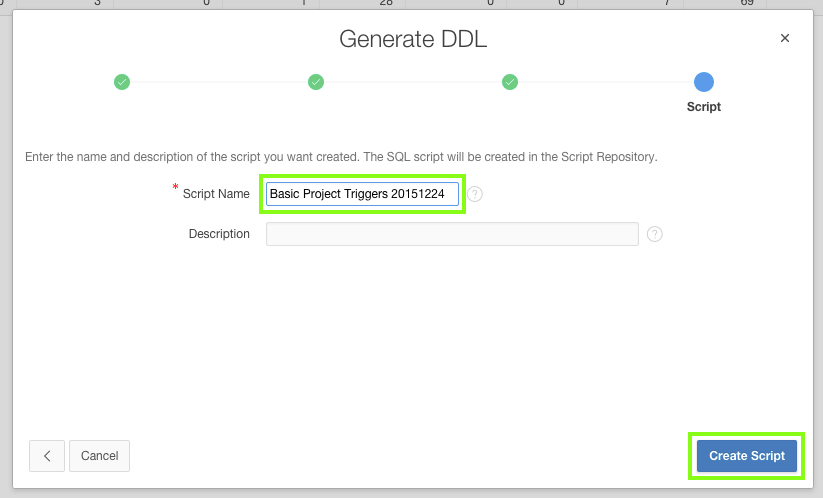 3 0 1 28 0 0 7 69
Generate DDL
Script
Enter the name and description of the script you want created. The SQL script will be created in the Script Repository.
* Script Name Basic Project Triggers 20151224 ?
Description ?
Cancel Create Script